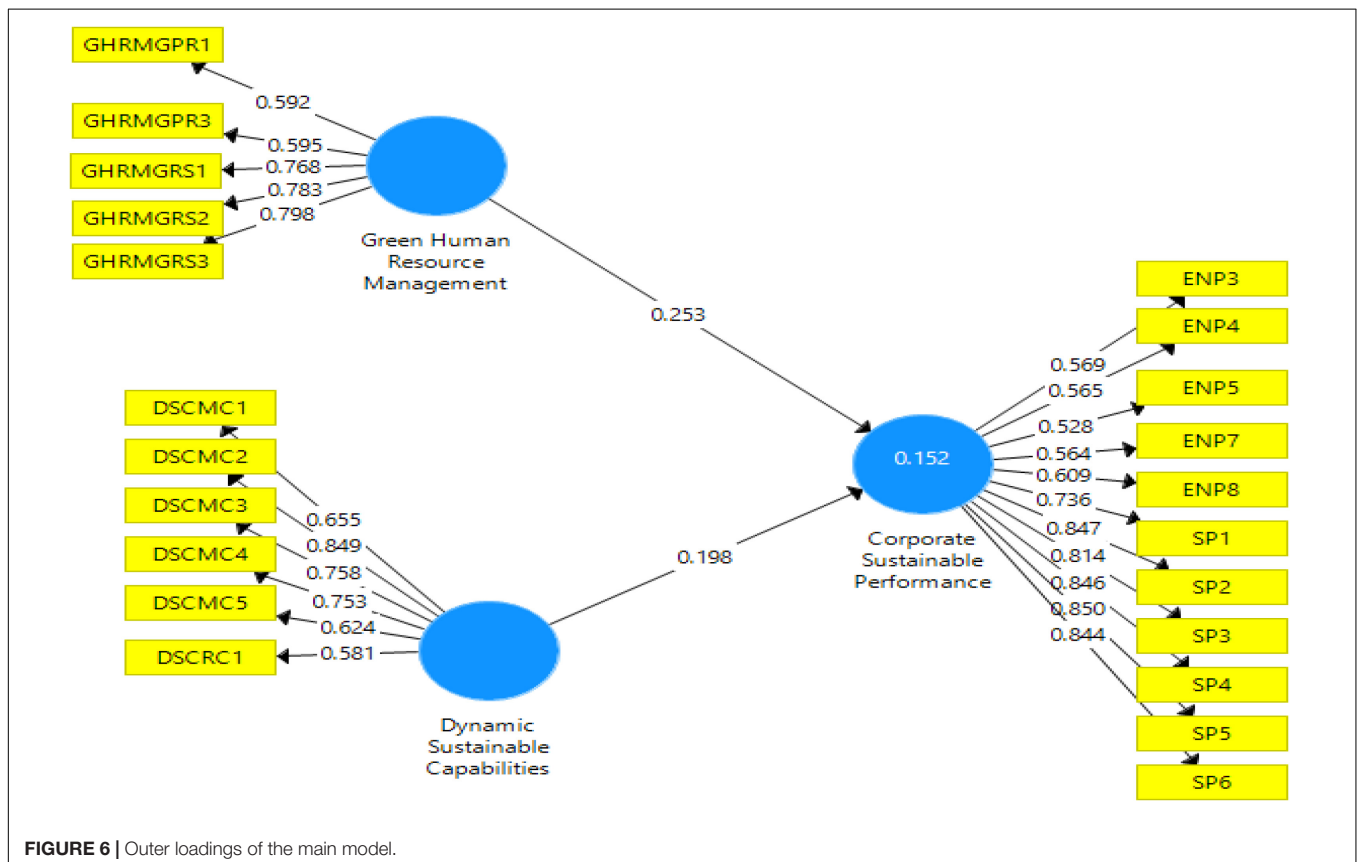 GHRMGPR1
0.592
GHRMGPR3
0.595
GHRMGRS1
0.768
GHRMGRS2
0.783
GHRMGRS3
0.798
Green Human
Resource
Management
0.253
DSCMC1
DSCMC2
DSCMC3
DSCMC4
DSCMC5
DSCRC1
0.655
0.849
0.758
0.753
0.624
0.581
Dynamic
Sustainable
Capabilities
0.198
0.152
Corporate
Sustainable
Performance
0.569
0.565
0.528
0.564
0.609
0.736
0.847
0.814
0.846
0.850
0.844
ENP3
ENP4
ENP5
ENP7
ENP8
SP1
SP2
SP3
SP4
SP5
SP6
FIGURE 6 | Outer loadings of the main model.